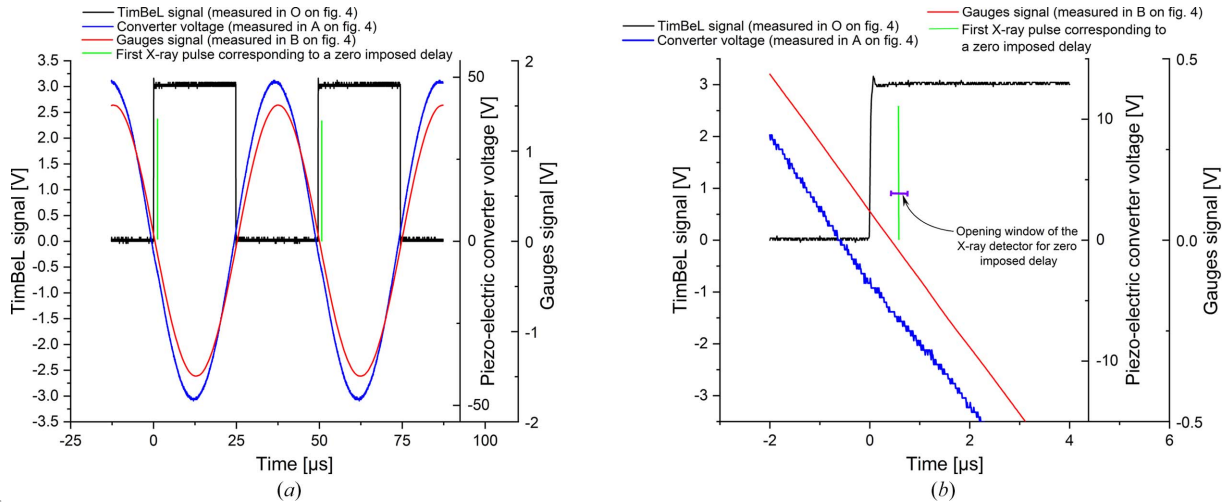 TimBeL signal (measured in O on fig. 4)
Converter voltage (measured in A on fig. 4)
Gauges signal (measured in B on fig. 4)
First X-ray pulse corresponding to a zero imposed delay
3.5
3.0
2.5
2.0
1.5
1.0
0.5
0.0
-0.5
-1.0
-1.5
-2.0
-2.5
-3.0
-3.5
TimBeL signal [V]
-25 0 25 50 75 100
Time [µs]
50
0
-50
Piezo-electric converter voltage [V]
2
1
0
-1
-2
Gauges signal [V]
(a)
TimBeL signal (measured in O on fig. 4)
Converter voltage (measured in A on fig. 4)
Gauges signal (measured in B on fig. 4)
First X-ray pulse corresponding to
a zero imposed delay
3
2
1
0
-1
-2
-3
TimBeL signal [V]
Opening window of the
X-ray detector for zero
imposed delay
-2 0 2 4 6
Time [µs]
10
0
-10
Piezo-electric converter voltage [V]
0.5
0.0
-0.5
Gauges signal [V]
(b)